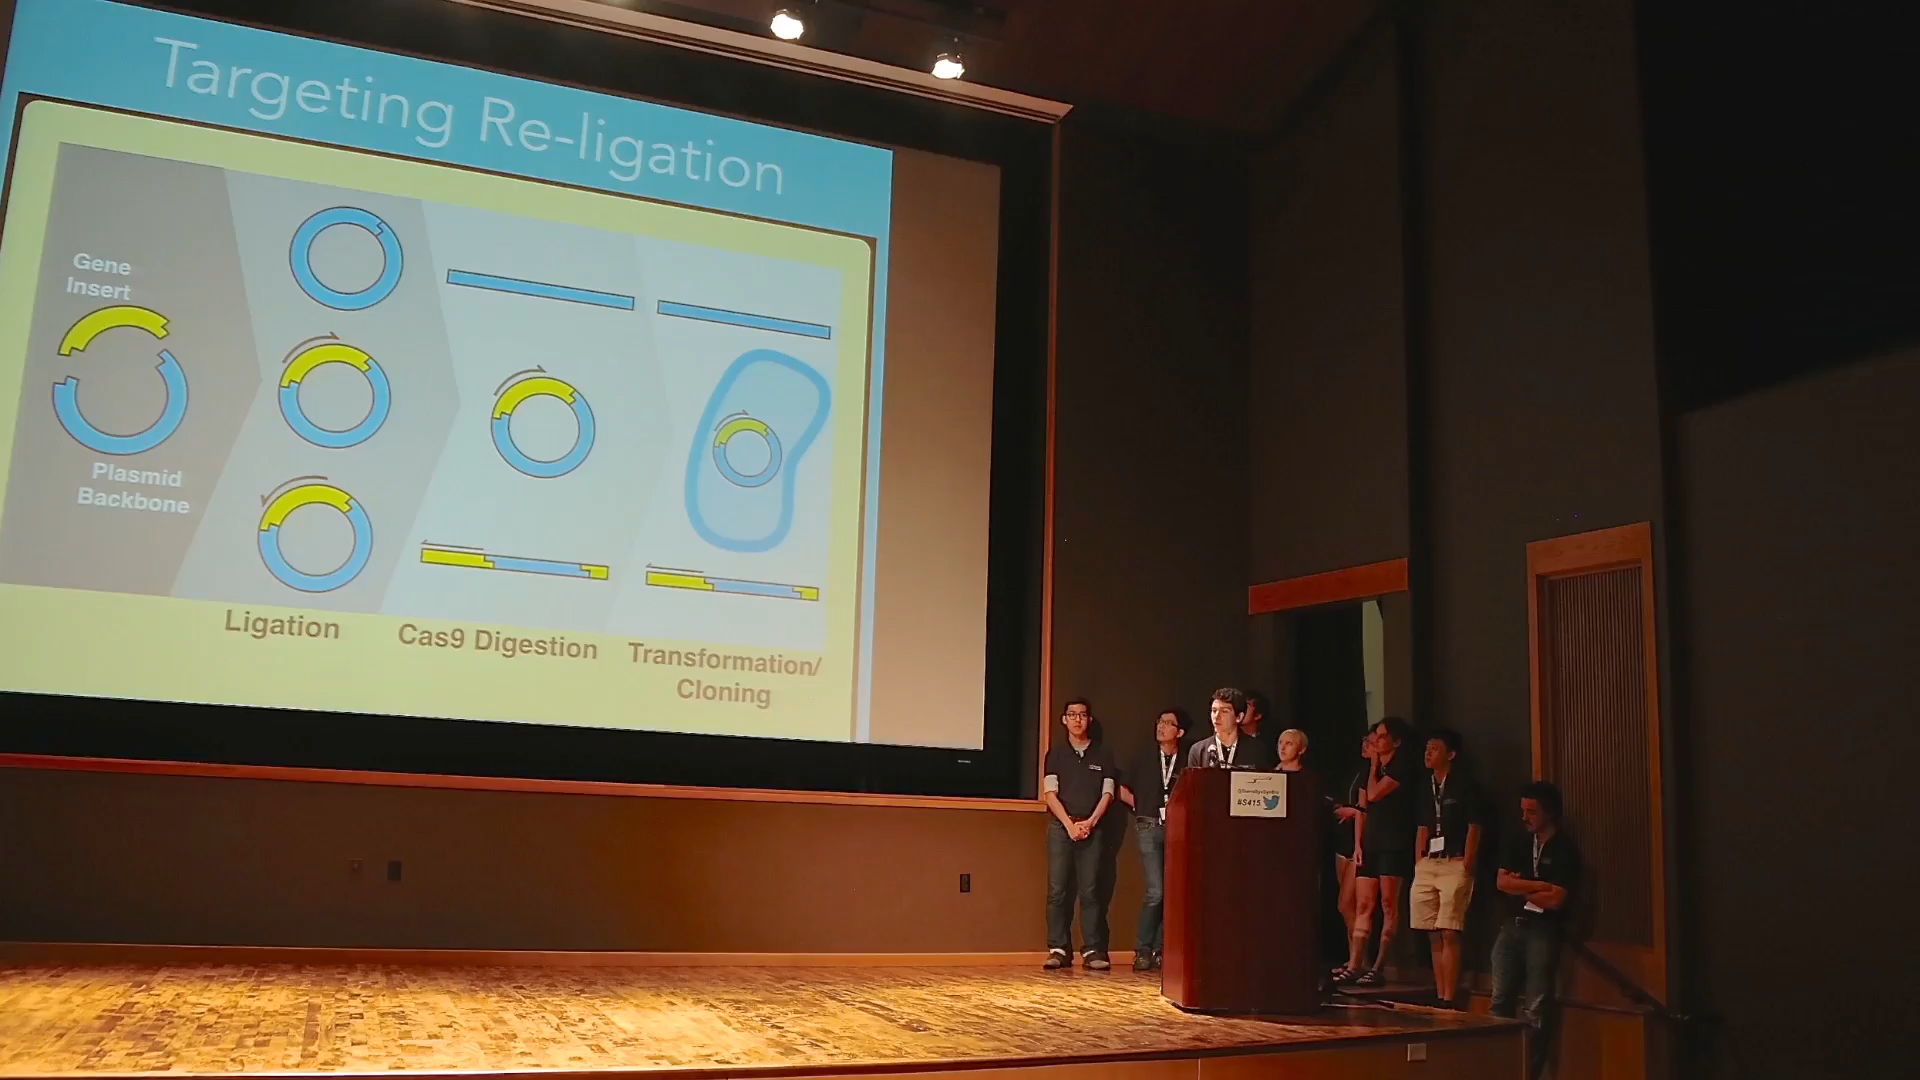 Targeting Re-ligation
Gene
Insert
Plasmid
Backbone
Ligation
Cas9 Digestion
Transformation/
Cloning
#S415